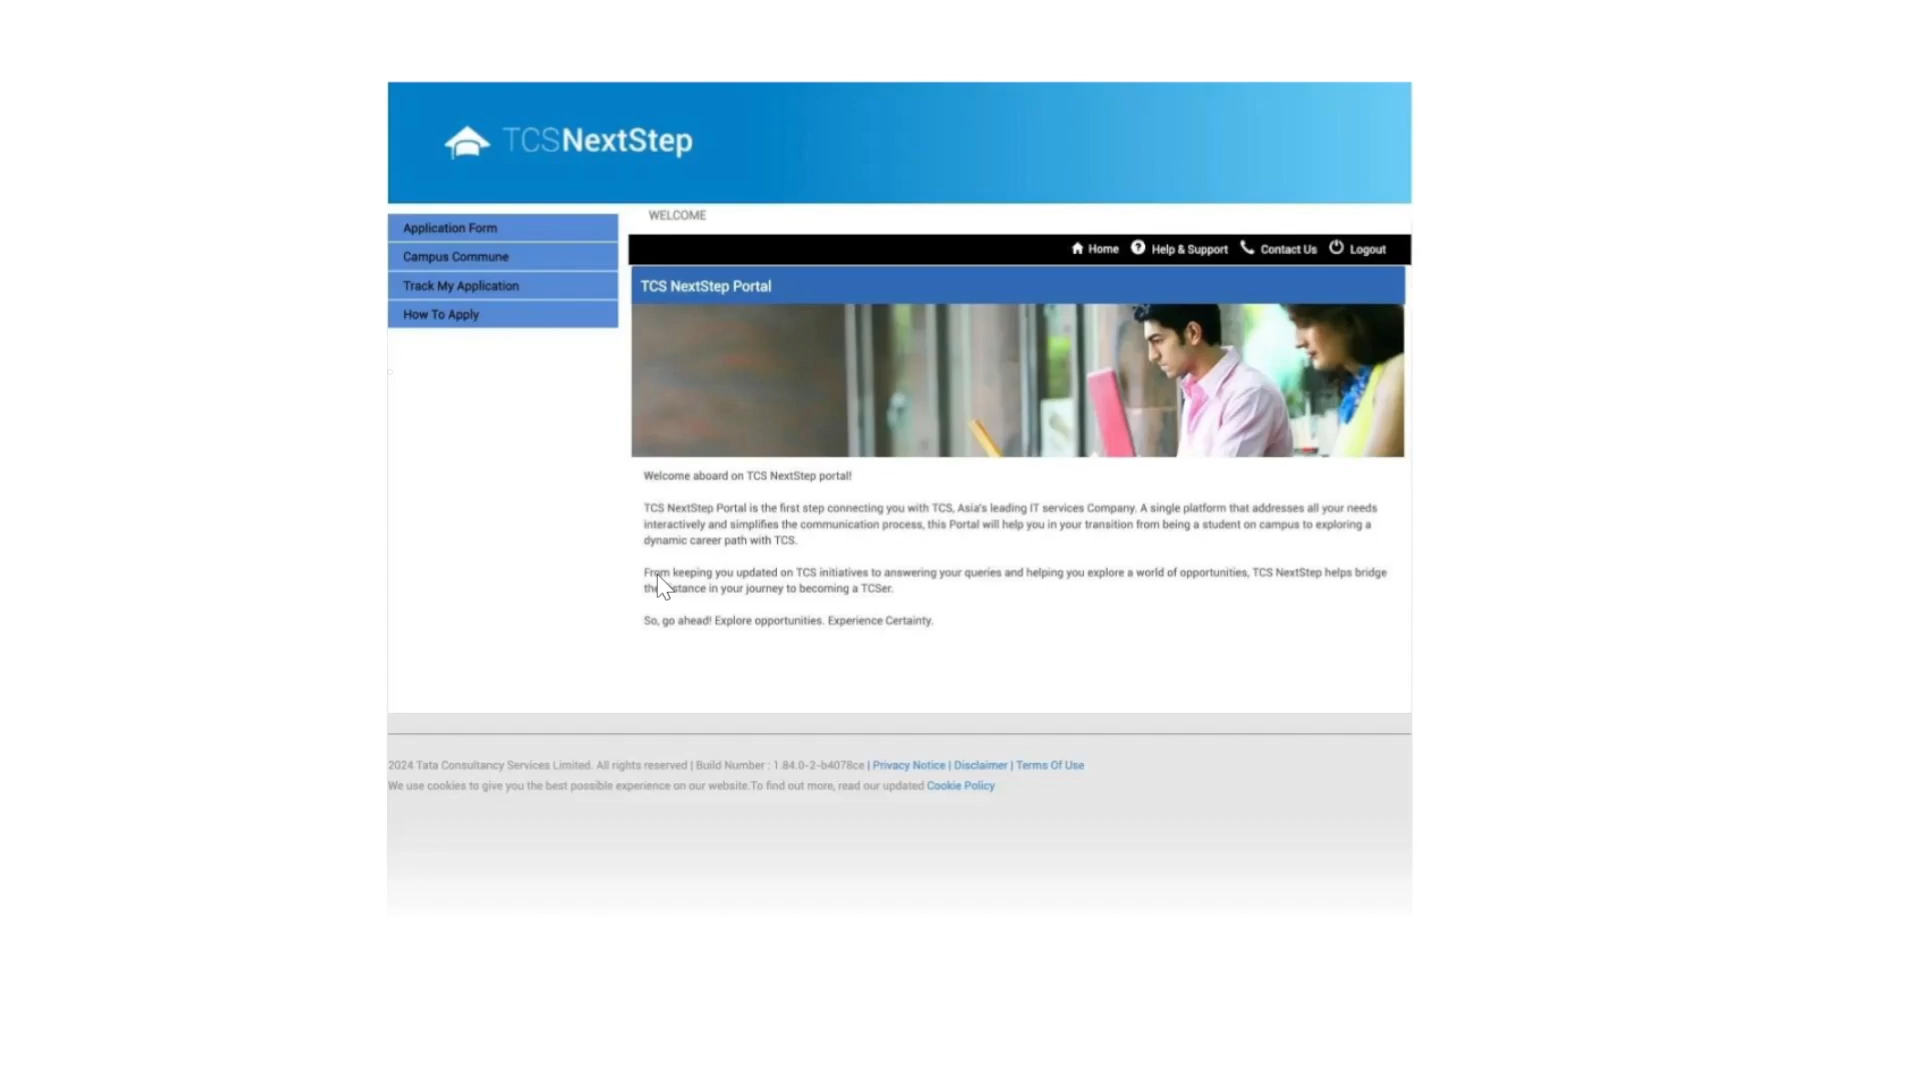 TCSNextStep
WELCOME
Application Form
Campus Commune
Track My Application
How To Apply
Home Help & Support Contact Us Logout
TCS NextStep Portal
Welcome aboard on TCS NextStep portal!
TCS NextStep Portal is the first step connecting you with TCS, Asia's leading IT services Company. A single platform that addresses all your needs
interactively and simplifies the communication process, this Portal will help you in your transition from being a student on campus to exploring a
dynamic career path with TCS.
From keeping you updated on TCS initiatives to answering your queries and helping you explore a world of opportunities, TCS NextStep helps bridge
in your journey to becoming a TCSer.
So, go ahead! Explore opportunities. Experience Certainty.
2024 Tata Consultancy Services Limited. All rights reserved | Build Number : 1.84.0-2-b4078ce | Privacy Notice | Disclaimer | Terms Of Use
We use cookies to give you the best possible experience on our website.To find out more, read our updated Cookie Policy